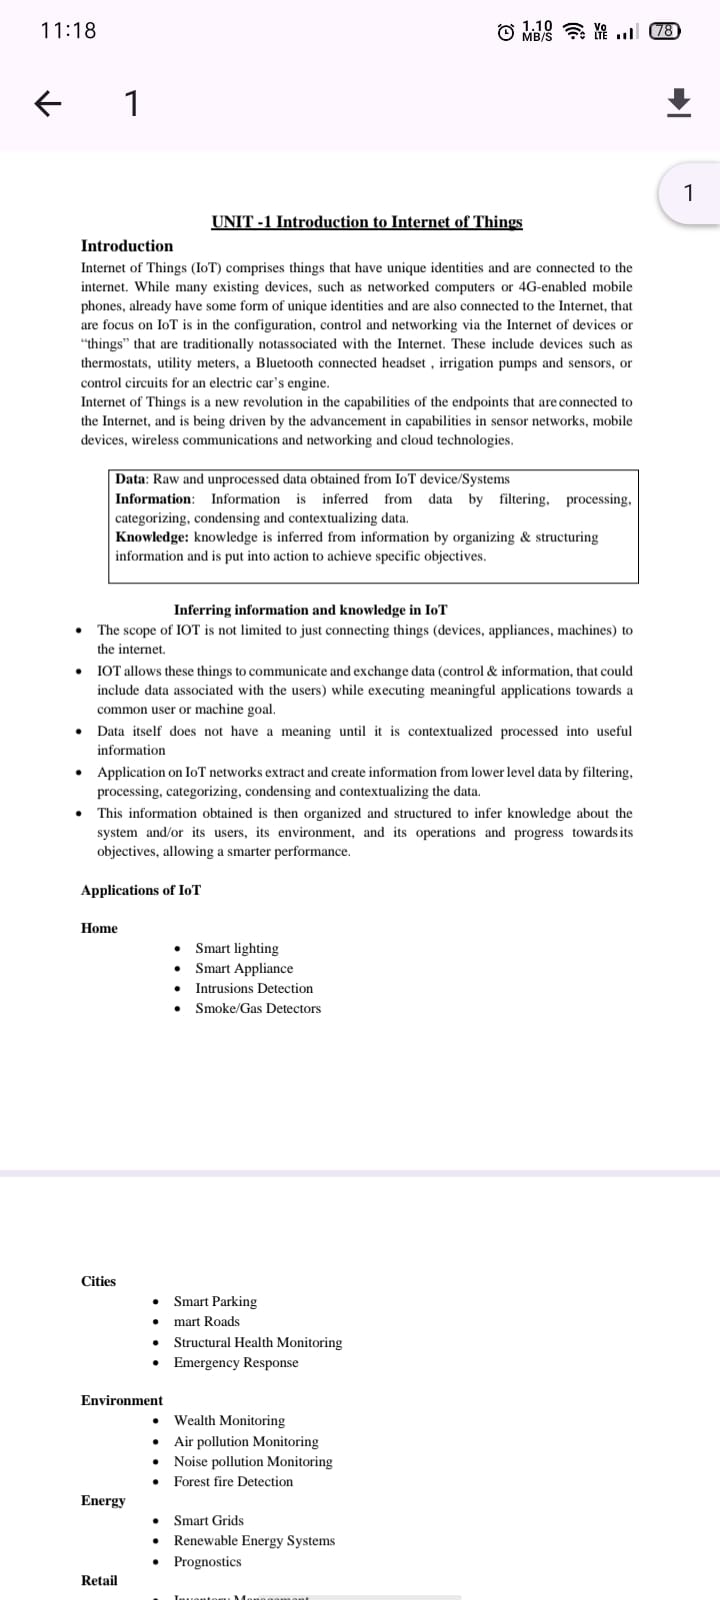 11:18
1.10
MB/S
Vo
LTE
78
1
1
UNIT -1 Introduction to Internet of Things
Introduction
Internet of Things (IoT) comprises things that have unique identities and are connected to the
internet. While many existing devices, such as networked computers or 4G-enabled mobile
phones, already have some form of unique identities and are also connected to the Internet, that
are focus on IoT is in the configuration, control and networking via the Internet of devices or
“things” that are traditionally notassociated with the Internet. These include devices such as
thermostats, utility meters, a Bluetooth connected headset , irrigation pumps and sensors, or
control circuits for an electric car’s engine.
Internet of Things is a new revolution in the capabilities of the endpoints that are connected to
the Internet, and is being driven by the advancement in capabilities in sensor networks, mobile
devices, wireless communications and networking and cloud technologies.
Data: Raw and unprocessed data obtained from IoT device/Systems
Information: Information is inferred from data by filtering, processing,
categorizing, condensing and contextualizing data.
Knowledge: knowledge is inferred from information by organizing & structuring
information and is put into action to achieve specific objectives.
Inferring information and knowledge in IoT
• The scope of IOT is not limited to just connecting things (devices, appliances, machines) to
the internet.
• IOT allows these things to communicate and exchange data (control & information, that could
include data associated with the users) while executing meaningful applications towards a
common user or machine goal.
• Data itself does not have a meaning until it is contextualized processed into useful
information
• Application on IoT networks extract and create information from lower level data by filtering,
processing, categorizing, condensing and contextualizing the data.
• This information obtained is then organized and structured to infer knowledge about the
system and/or its users, its environment, and its operations and progress towards its
objectives, allowing a smarter performance.
Applications of IoT
Home
• Smart lighting
• Smart Appliance
• Intrusions Detection
• Smoke/Gas Detectors
Cities
• Smart Parking
• mart Roads
• Structural Health Monitoring
• Emergency Response
Environment
• Wealth Monitoring
• Air pollution Monitoring
• Noise pollution Monitoring
• Forest fire Detection
Energy
• Smart Grids
• Renewable Energy Systems
• Prognostics
Retail
• Inventory Management